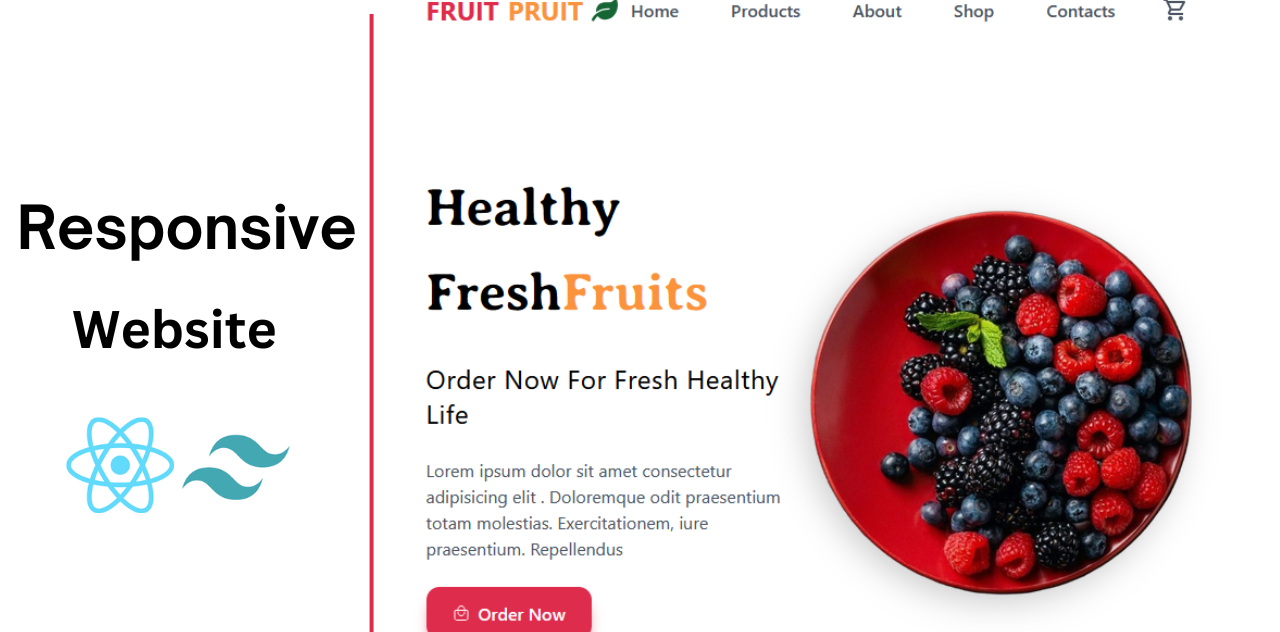 FRUIT PRUIT Home Products About Shop Contacts
Responsive
Website
Healthy
FreshFruits
Order Now For Fresh Healthy
Life
Lorem ipsum dolor sit amet consectetur
adipisicing elit . Doloremque odit praesentium
totam molestias. Exercitationem, iure
praesentium. Repellendus
Order Now